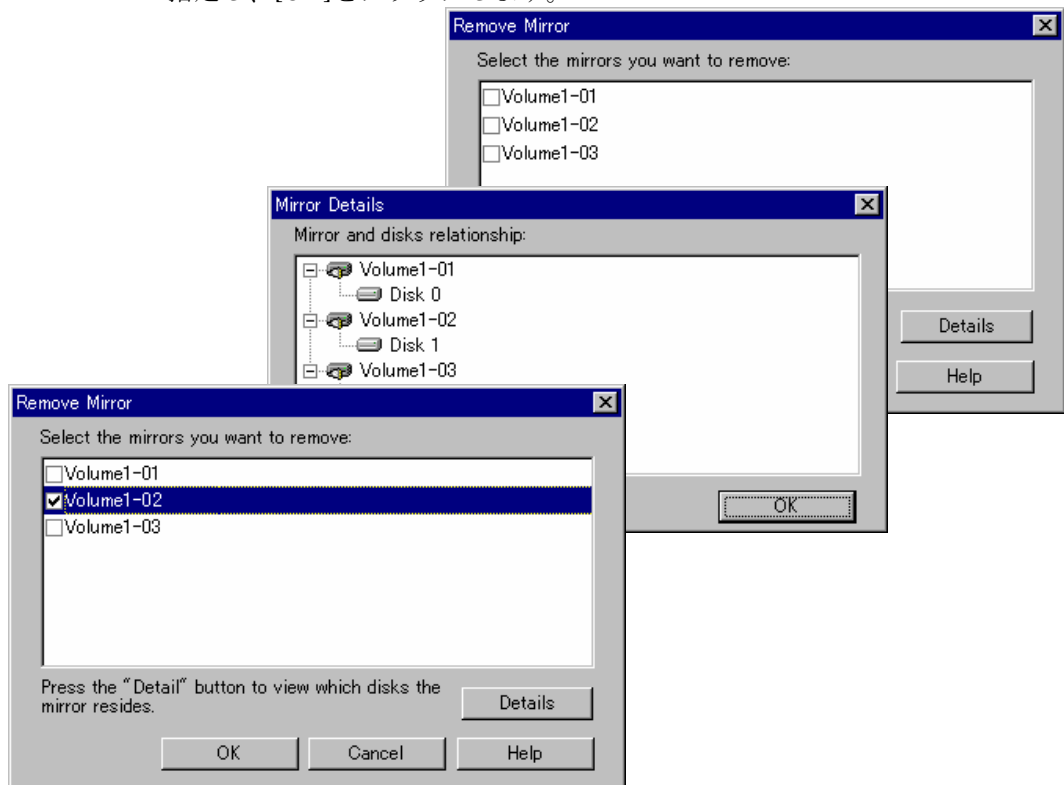 Remove Mirror
Select the mirrors you want to remove:
Volume1-01
Volume1-02
Volume1-03
Details
Help
Mirror Details
Mirror and disks relationship:
Volume1-01
Disk 0
Volume1-02
Disk 1
Volume1-03
OK
Remove Mirror
Select the mirrors you want to remove:
Volume1-01
Volume1-02
Volume1-03
Press the "Detail" button to view which disks the
mirror resides.
Details
OK Cancel Help